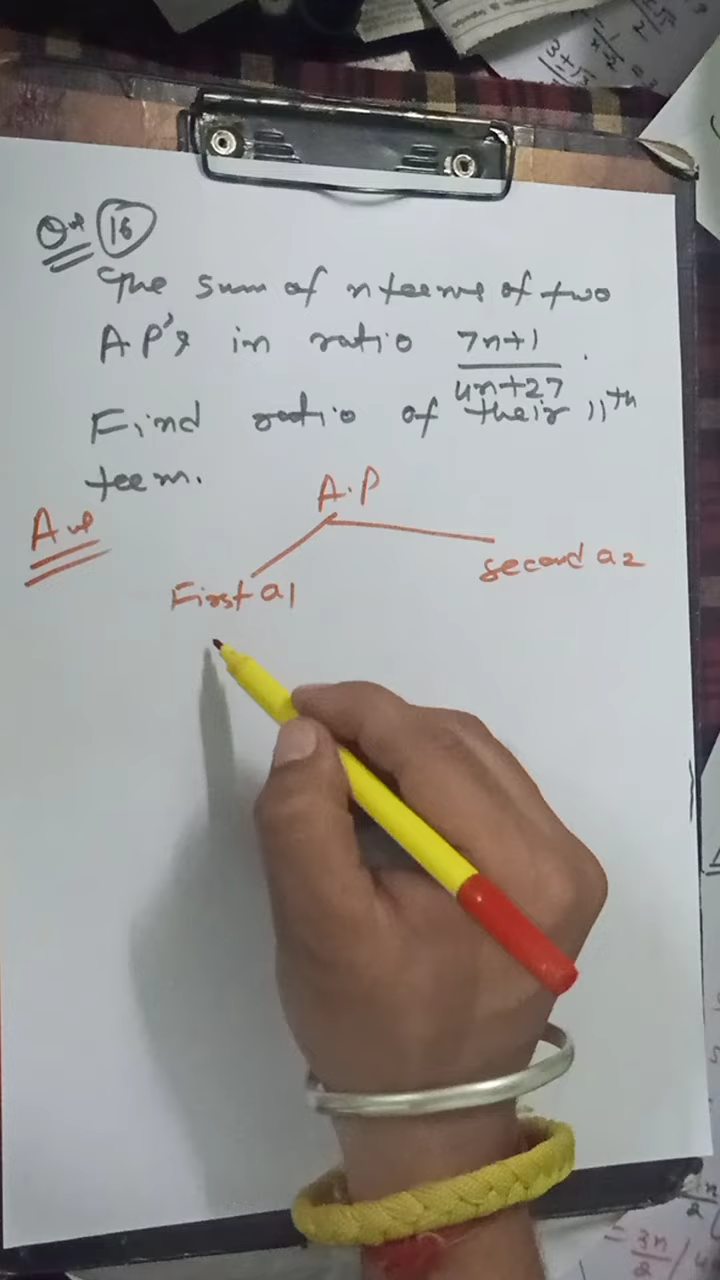 Que 16
The sum of n terms of two
AP's in ratio 7n+1 / 4n+27 .
Find ratio of their 11th
term.
Ans
A.P
First a1
second a2